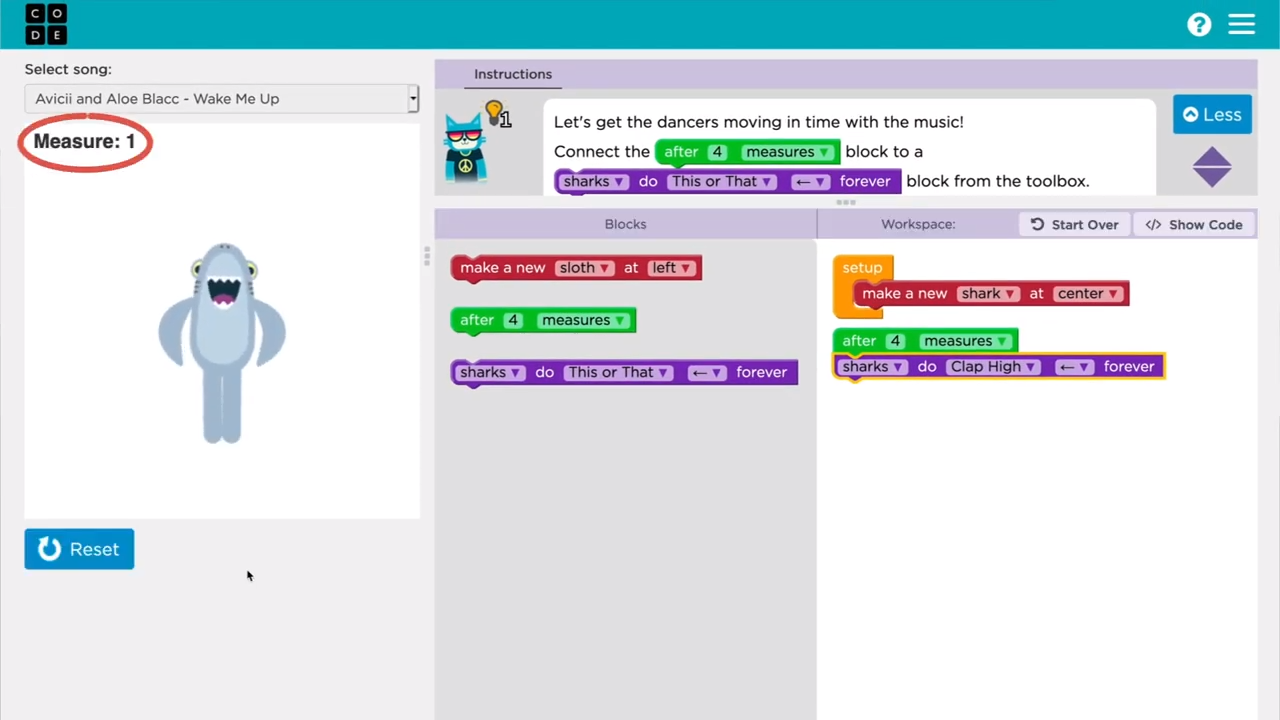 C O
D E
?
Select song:
Avicii and Aloe Blacc - Wake Me Up
Measure: 1
Reset
Instructions
1
Let's get the dancers moving in time with the music!
Connect the after 4 measures block to a
sharks do This or That ← forever block from the toolbox.
Less
Blocks
Workspace:
Start Over
</> Show Code
make a new sloth at left
after 4 measures
sharks do This or That ← forever
setup
make a new shark at center
after 4 measures
sharks do Clap High ← forever